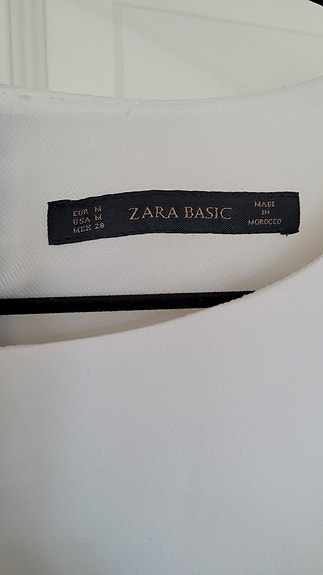 EUR M
USA M
MEX 28
ZARA BASIC
MADE
IN
MOROCCO